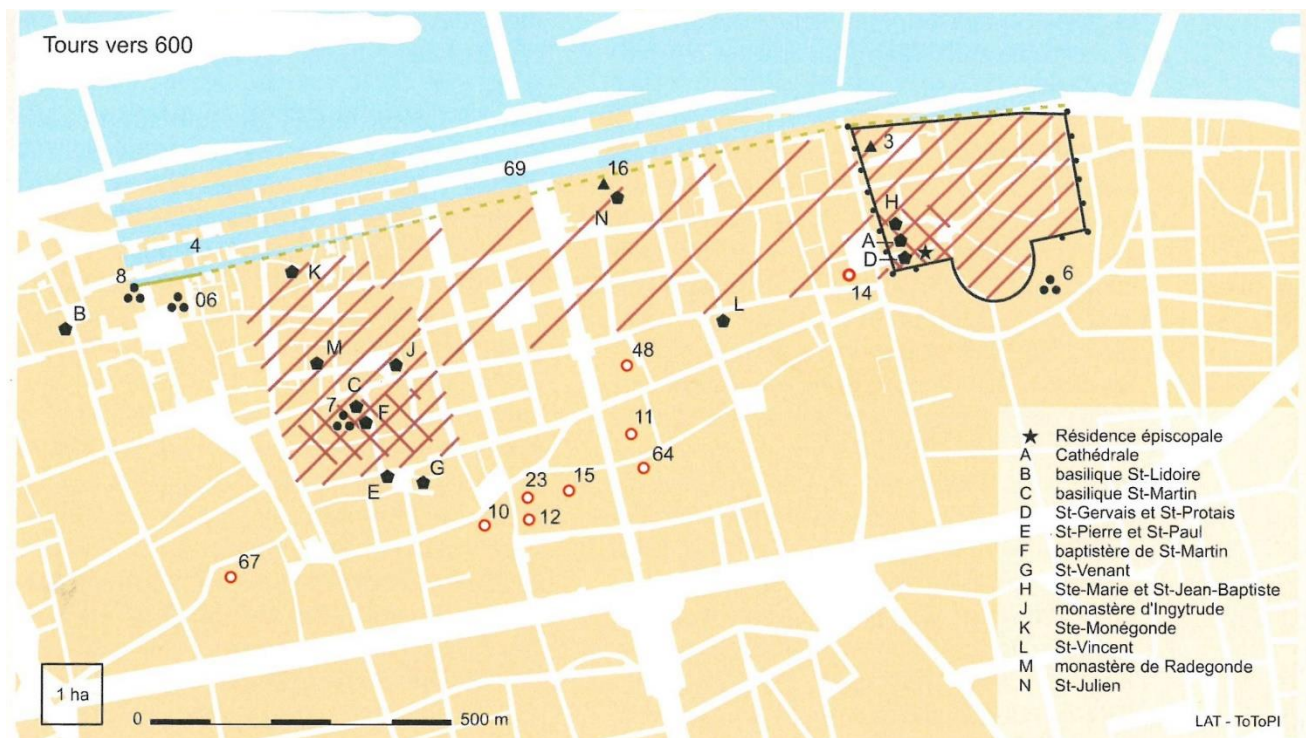 Tours vers 600
16
3
69
H
N
4
A
D
8
K
06
14
6
B
L
M
J
48
C
7
F
11
64
E
G
15
23
10
12
67
★ Résidence épiscopale
A Cathédrale
B basilique St-Lidoire
C basilique St-Martin
D St-Gervais et St-Protais
E St-Pierre et St-Paul
F baptistère de St-Martin
G St-Venant
H Ste-Marie et St-Jean-Baptiste
J monastère d'Ingytrude
K Ste-Monégonde
L St-Vincent
M monastère de Radegonde
N St-Julien
1 ha
0 500 m
LAT - ToToPI